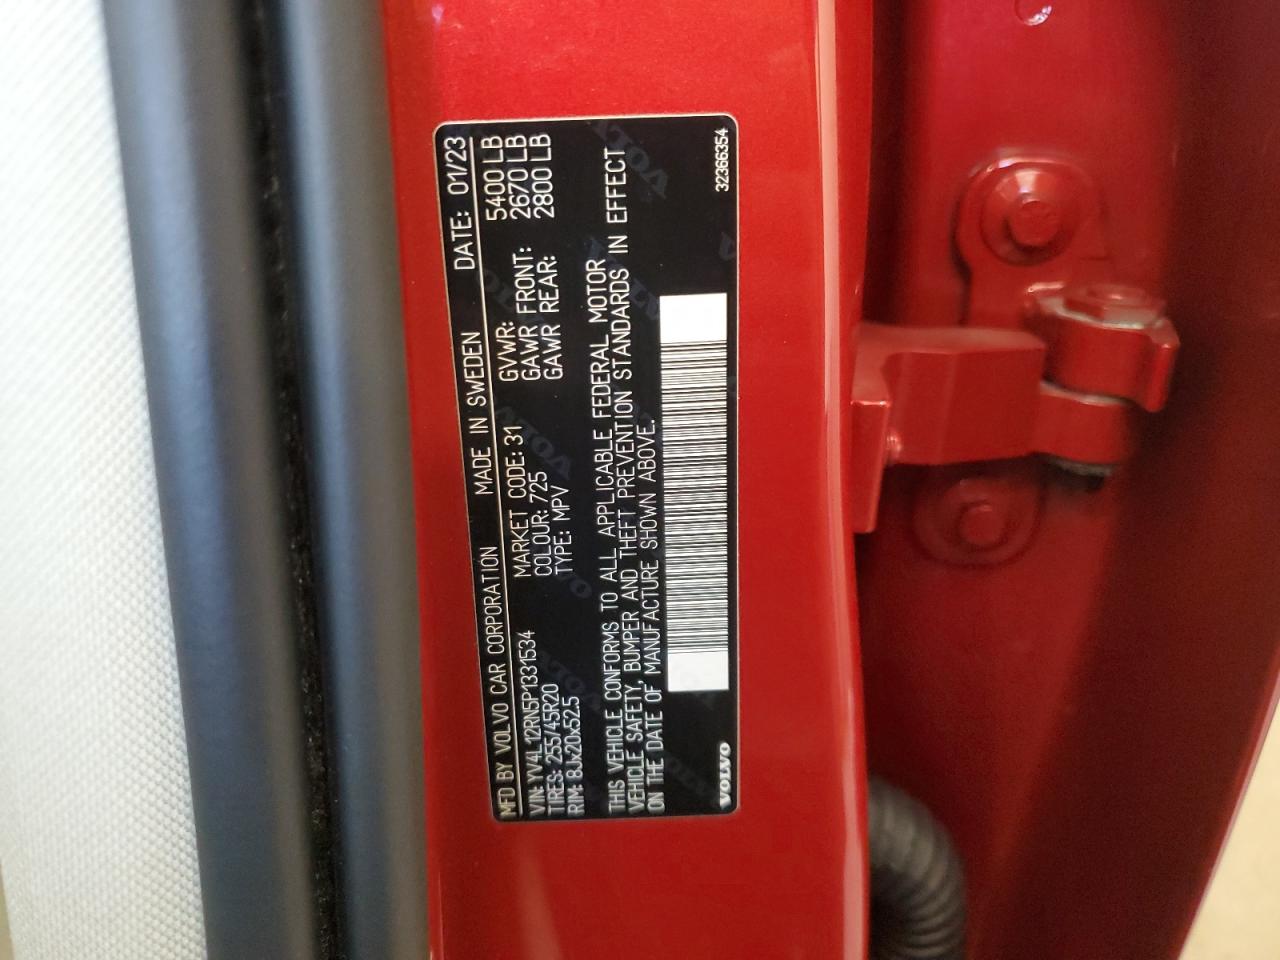 MFD BY VOLVO CAR CORPORATION MADE IN SWEDEN DATE: 01/23
VIN: YV4L12RN5P1331534 MARKET CODE: 31 GVWR: 5400 LB
TIRES: 255/45R20 COLOUR: 725 GAWR FRONT: 2670 LB
RIM: 8Jx20x52.5 TYPE: MPV GAWR REAR: 2800 LB
THIS VEHICLE CONFORMS TO ALL APPLICABLE FEDERAL MOTOR
VEHICLE SAFETY, BUMPER AND THEFT PREVENTION STANDARDS IN EFFECT
ON THE DATE OF MANUFACTURE SHOWN ABOVE.
VOLVO 32366354